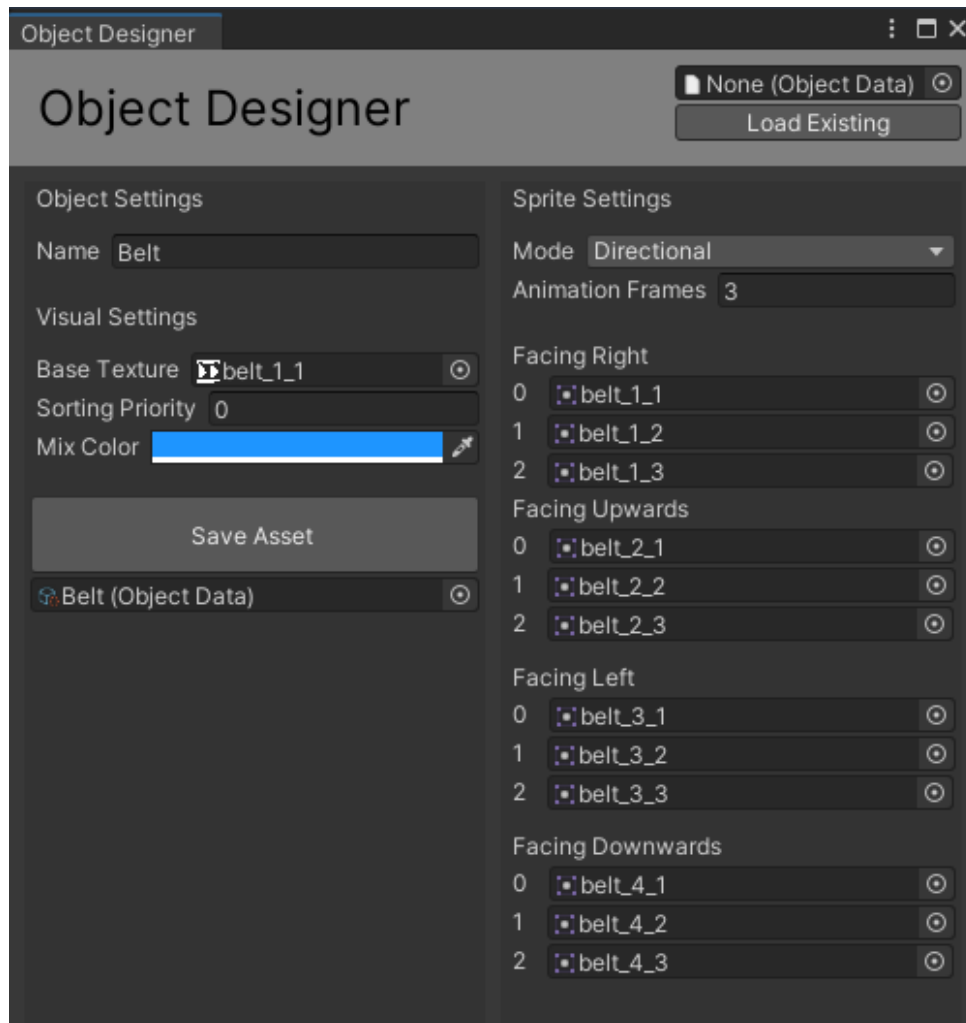 Object Designer
Object Designer
None (Object Data)
Load Existing
Object Settings
Name Belt
Visual Settings
Base Texture belt_1_1
Sorting Priority 0
Mix Color
Save Asset
Belt (Object Data)
Sprite Settings
Mode Directional
Animation Frames 3
Facing Right
0 belt_1_1
1 belt_1_2
2 belt_1_3
Facing Upwards
0 belt_2_1
1 belt_2_2
2 belt_2_3
Facing Left
0 belt_3_1
1 belt_3_2
2 belt_3_3
Facing Downwards
0 belt_4_1
1 belt_4_2
2 belt_4_3